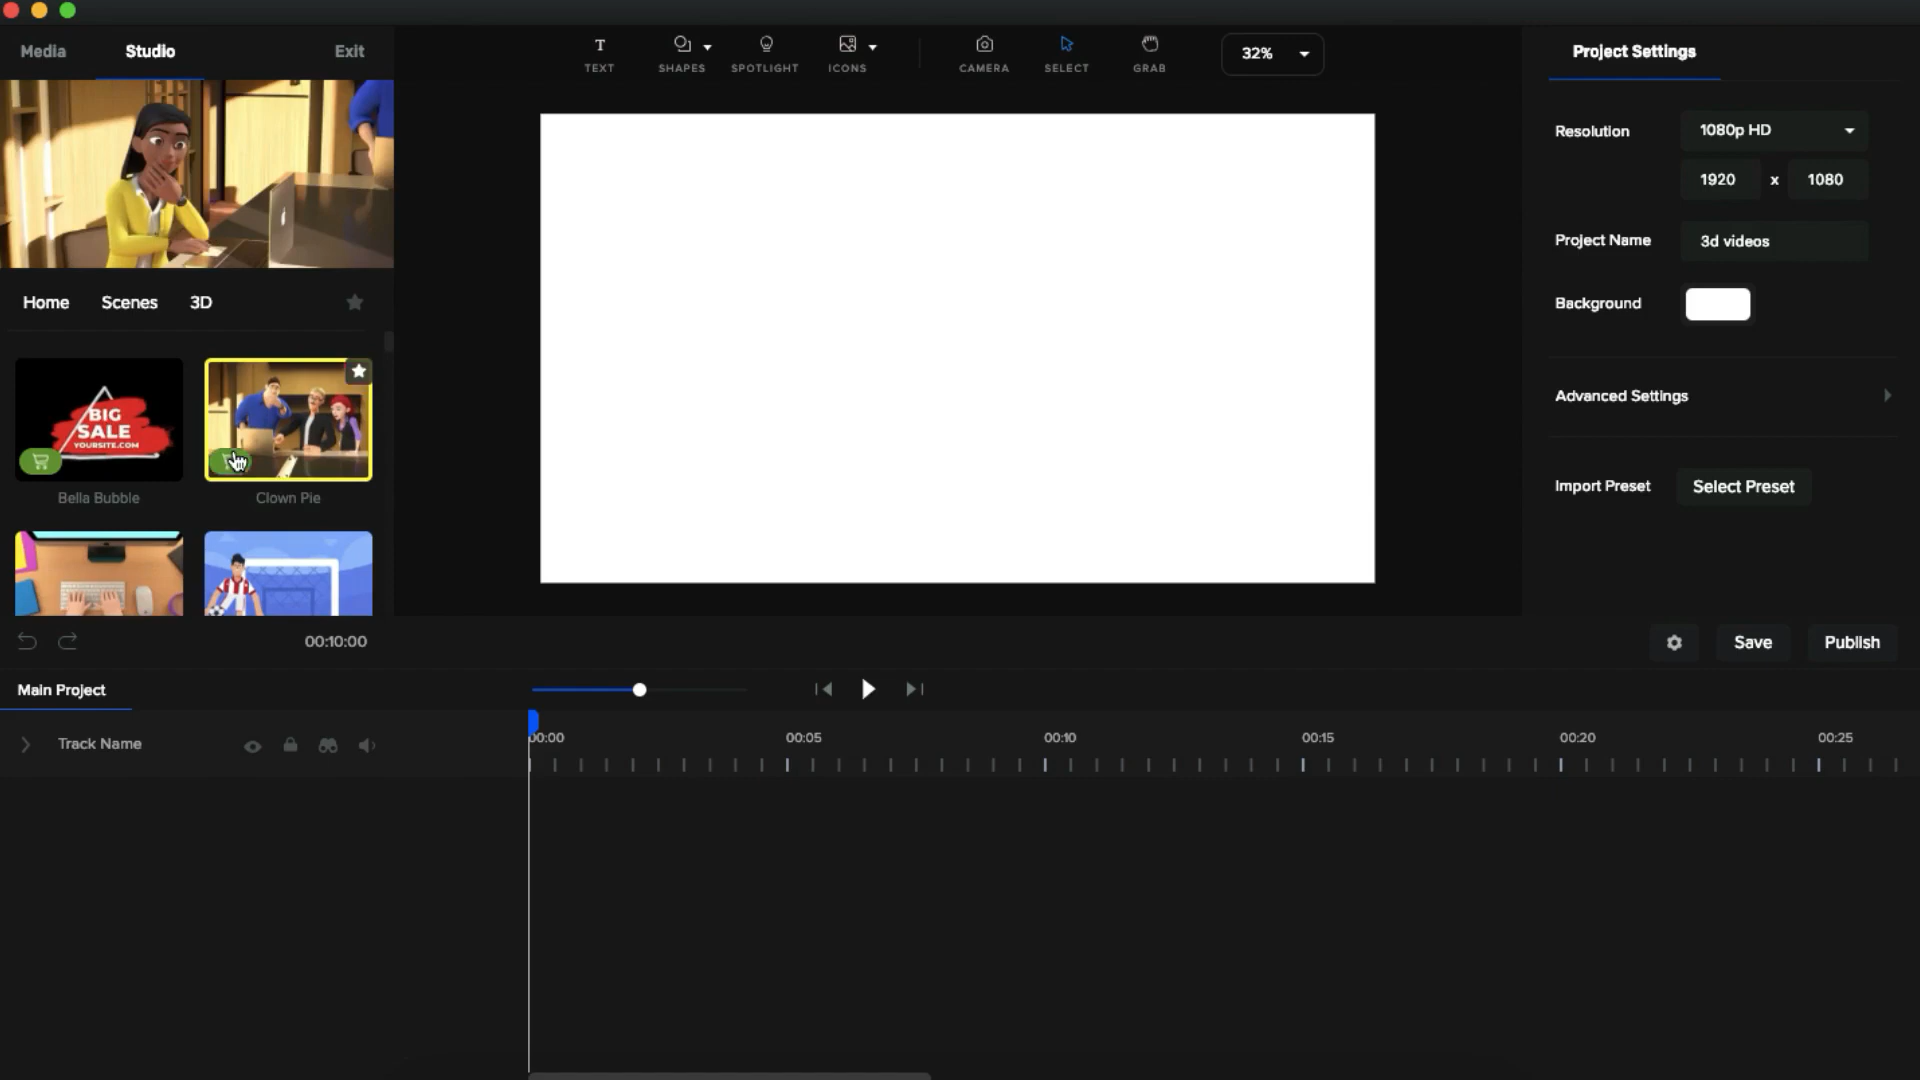 Media Studio Exit
TEXT SHAPES SPOTLIGHT ICONS CAMERA SELECT GRAB
32%
Project Settings
Resolution 1080p HD
1920 x 1080
Project Name 3d videos
Background
Advanced Settings
Import Preset Select Preset
Home Scenes 3D
BIG
SALE
YOURSITE.COM
Bella Bubble Clown Pie
00:10:00
Save Publish
Main Project
Track Name
00:00 00:05 00:10 00:15 00:20 00:25